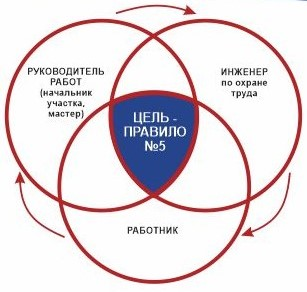 РУКОВОДИТЕЛЬ
РАБОТ
(начальник
участка,
мастер)
ИНЖЕНЕР
по охране
труда
ЦЕЛЬ -
ПРАВИЛО
№5
РАБОТНИК